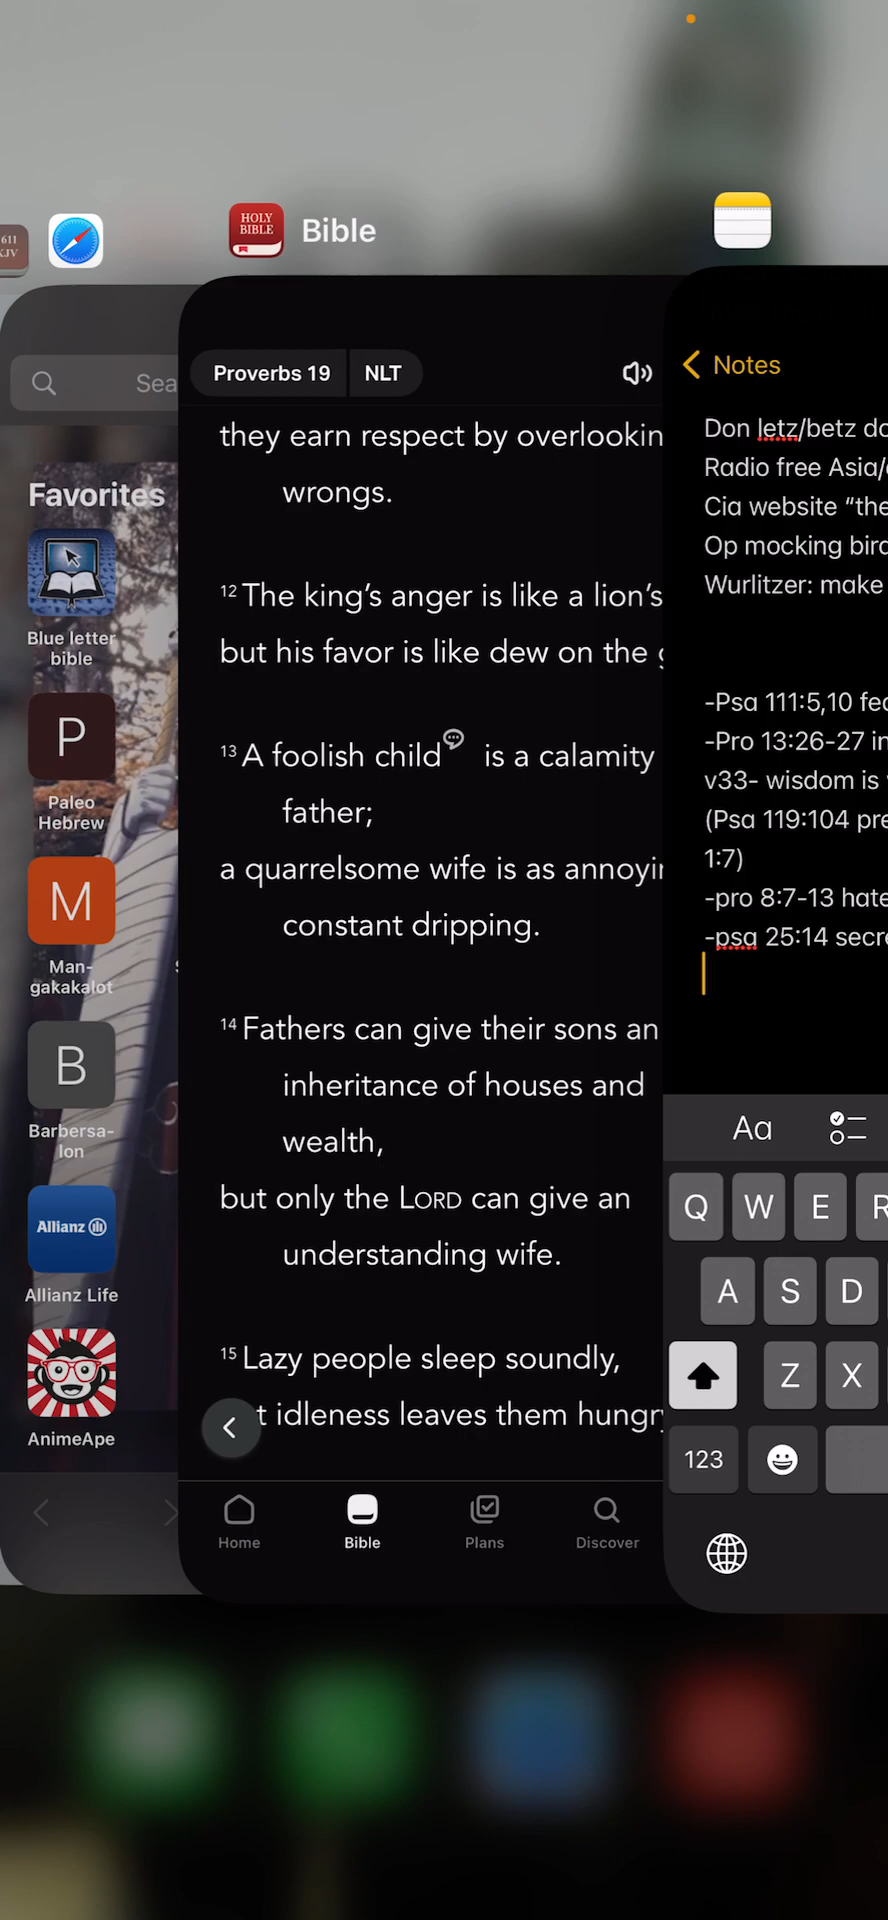 611
KJV
HOLY
BIBLE
Bible
Sea
Favorites
Blue letter
bible
P
Paleo
Hebrew
M
Man-
gakakalot
B
Barbersa-
lon
Allianz
Allianz Life
AnimeApe
Proverbs 19
NLT
they earn respect by overlookin
wrongs.
12 The king’s anger is like a lion’s
but his favor is like dew on the g
13 A foolish child is a calamity
father;
a quarrelsome wife is as annoyin
constant dripping.
14 Fathers can give their sons an
inheritance of houses and
wealth,
but only the LORD can give an
understanding wife.
15 Lazy people sleep soundly,
t idleness leaves them hungry
Home
Bible
Plans
Discover
Notes
Don letz/betz do
Radio free Asia/
Cia website “the
Op mocking bird
Wurlitzer: make
-Psa 111:5,10 fea
-Pro 13:26-27 in
v33- wisdom is
(Psa 119:104 pre
1:7)
-pro 8:7-13 hate
-psa 25:14 secre
Aa
Q W E R
A S D
Z X
123